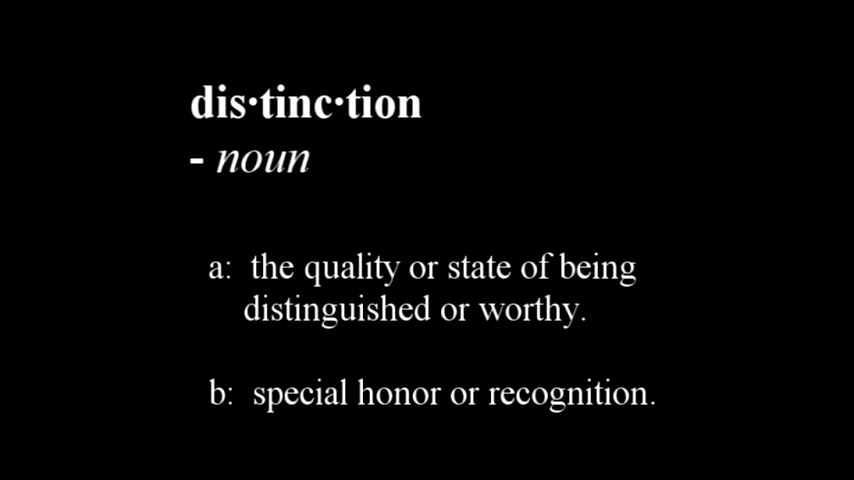 dis·tinc·tion
- noun
a: the quality or state of being
distinguished or worthy.
b: special honor or recognition.